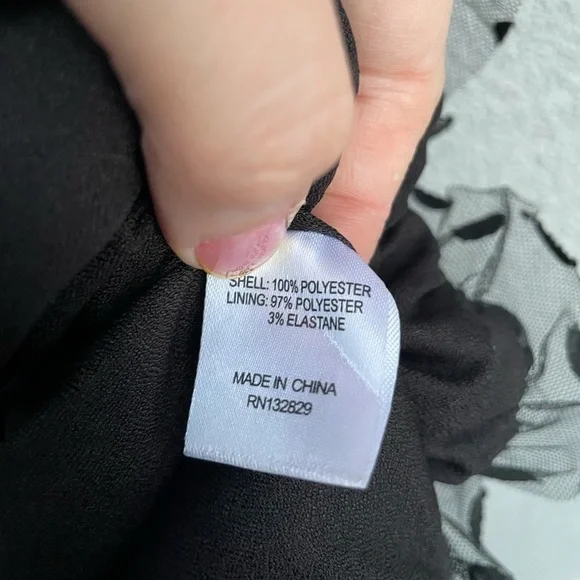 SHELL: 100% POLYESTER
LINING: 97% POLYESTER
3% ELASTANE
MADE IN CHINA
RN132829